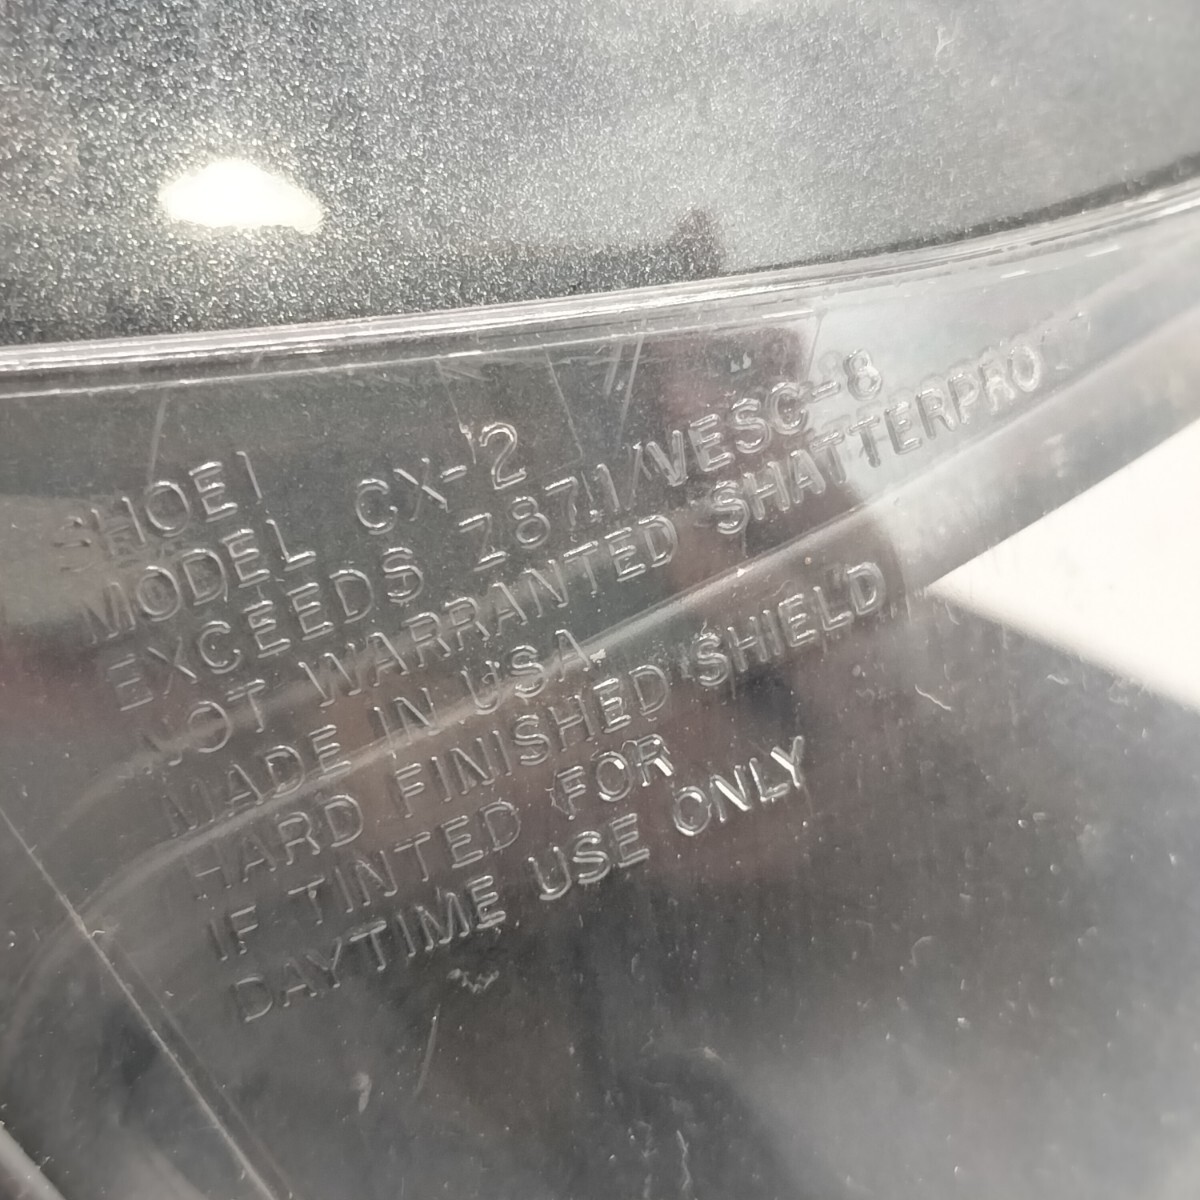 SHOEI
MODEL CX-2
EXCEEDS Z87.1/VESC-8
NOT WARRANTED SHATTERPROOF
MADE IN USA.
HARD FINISHED SHIELD
IF TINTED FOR
DAYTIME USE ONLY